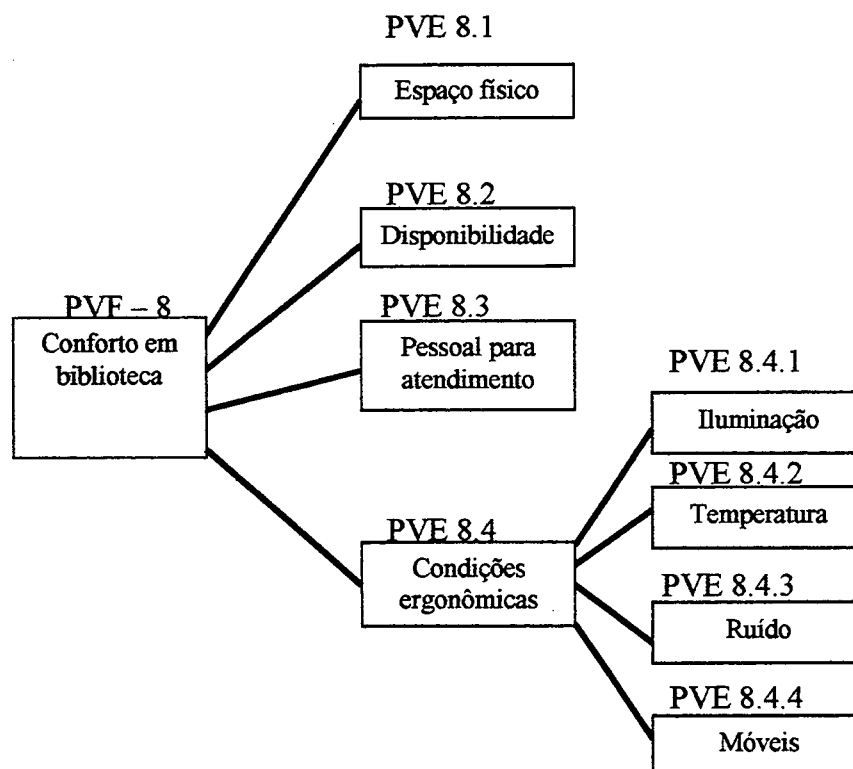 PVE 8.1
Espaço físico
PVE 8.2
Disponibilidade
PVF – 8
Conforto em
biblioteca
PVE 8.3
Pessoal para
atendimento
PVE 8.4
Condições
ergonômicas
PVE 8.4.1
Iluminação
PVE 8.4.2
Temperatura
PVE 8.4.3
Ruído
PVE 8.4.4
Móveis